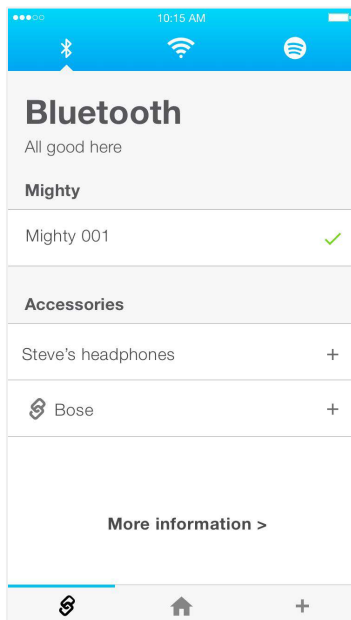 10:15 AM
Bluetooth
All good here
Mighty
Mighty 001
Accessories
Steve's headphones
+
Bose
+
More information >
+